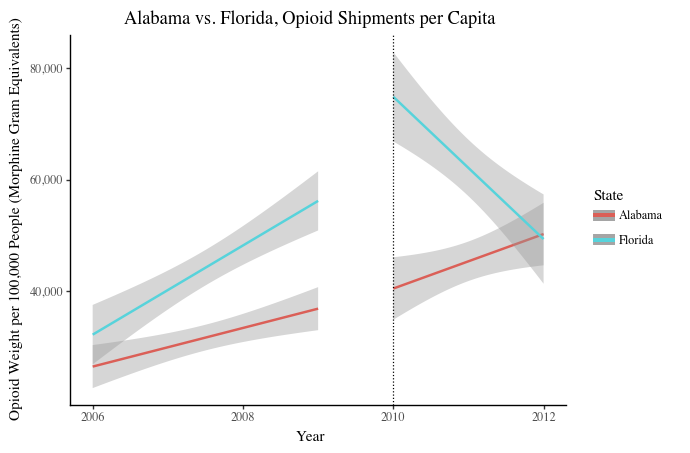 Alabama vs. Florida, Opioid Shipments per Capita
Opioid Weight per 100,000 People (Morphine Gram Equivalents)
80,000
60,000
40,000
2006
2008
2010
2012
Year
State
Alabama
Florida